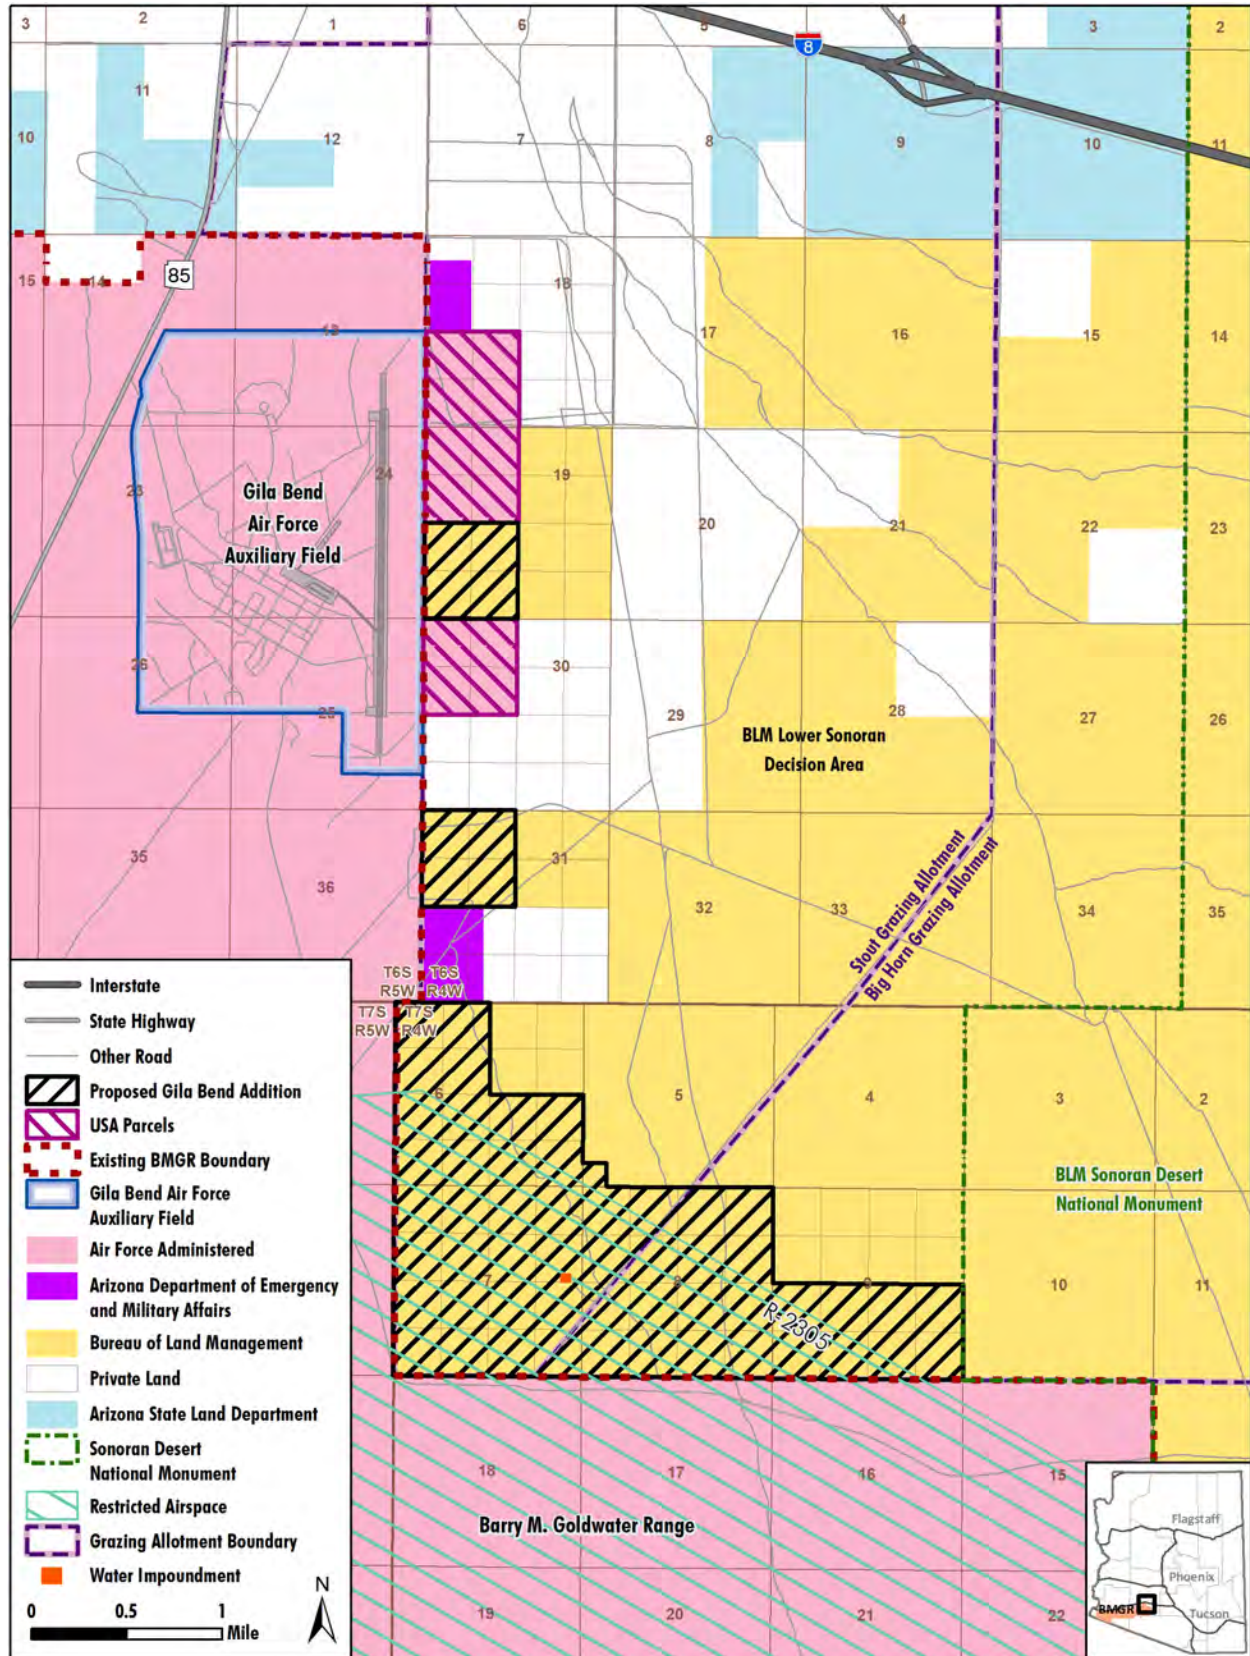 3
2
1
6
5
4
3
2
8
11
10
12
7
8
9
10
11
85
15
14
13
18
17
16
15
14
23
24
19
20
21
22
23
Gila Bend
Air Force
Auxiliary Field
26
25
30
29
28
27
26
BLM Lower Sonoran
Decision Area
35
36
31
32
33
34
35
Stout Grazing Allotment
Big Horn Grazing Allotment
T6S T6S
R5W R4W
T7S T7S
R5W R4W
6
5
4
3
2
BLM Sonoran Desert
National Monument
7
8
9
10
11
R-2305
18
17
16
15
Barry M. Goldwater Range
19
20
21
22
Interstate
State Highway
Other Road
Proposed Gila Bend Addition
USA Parcels
Existing BMGR Boundary
Gila Bend Air Force
Auxiliary Field
Air Force Administered
Arizona Department of Emergency
and Military Affairs
Bureau of Land Management
Private Land
Arizona State Land Department
Sonoran Desert
National Monument
Restricted Airspace
Grazing Allotment Boundary
Water Impoundment
N
0 0.5 1
Mile
Flagstaff
Phoenix
BMGR
Tucson